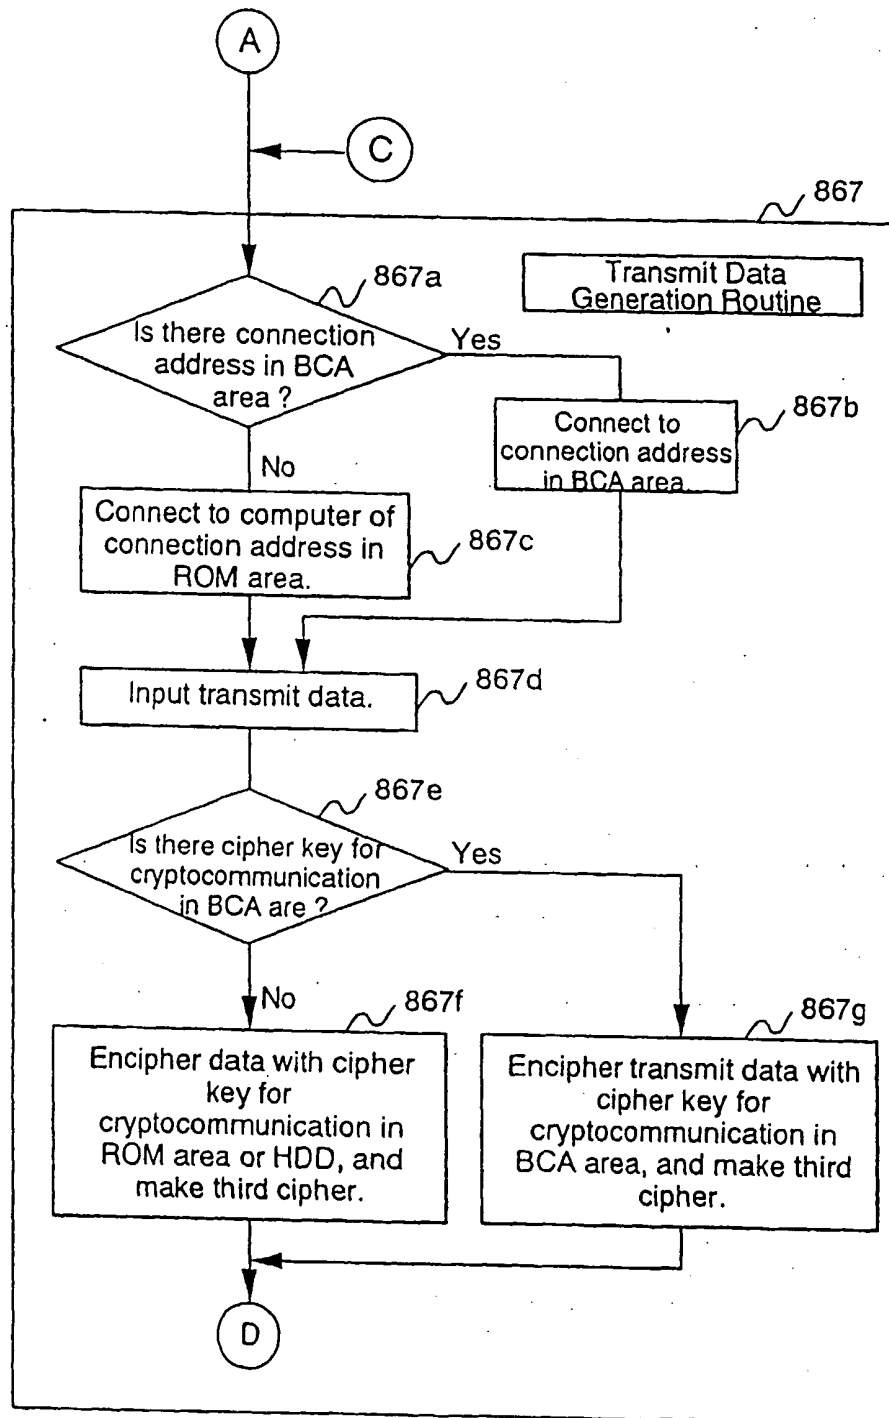 A
C
867
867a
Transmit Data
Generation Routine
Is there connection
address in BCA
area ?
Yes
867b
Connect to
connection address
in BCA area.
No
Connect to computer of
connection address in
ROM area.
867c
Input transmit data.
867d
867e
Is there cipher key for
cryptocommunication
in BCA are ?
Yes
No
867f
867g
Encipher data with cipher
key for
cryptocommunication in
ROM area or HDD, and
make third cipher.
Encipher transmit data with
cipher key for
cryptocommunication in
BCA area, and make third
cipher.
D